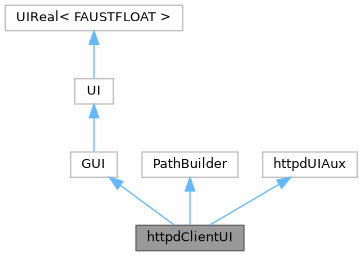 UIReal< FAUSTFLOAT >
UI
GUI
PathBuilder
httpdUIAux
httpdClientUI